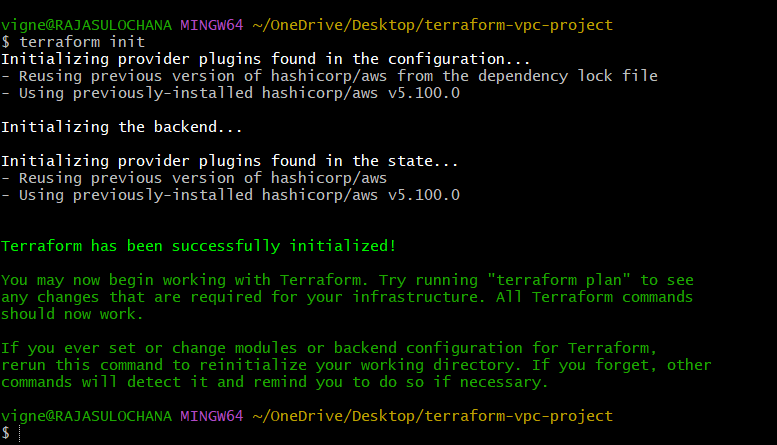 vigne@RAJASULOCHANA MINGW64 ~/OneDrive/Desktop/terraform-vpc-project
$ terraform init
Initializing provider plugins found in the configuration...
- Reusing previous version of hashicorp/aws from the dependency lock file
- Using previously-installed hashicorp/aws v5.100.0
Initializing the backend...
Initializing provider plugins found in the state...
- Reusing previous version of hashicorp/aws
- Using previously-installed hashicorp/aws v5.100.0
Terraform has been successfully initialized!
You may now begin working with Terraform. Try running "terraform plan" to see
any changes that are required for your infrastructure. All Terraform commands
should now work.
If you ever set or change modules or backend configuration for Terraform,
rerun this command to reinitialize your working directory. If you forget, other
commands will detect it and remind you to do so if necessary.
vigne@RAJASULOCHANA MINGW64 ~/OneDrive/Desktop/terraform-vpc-project
$